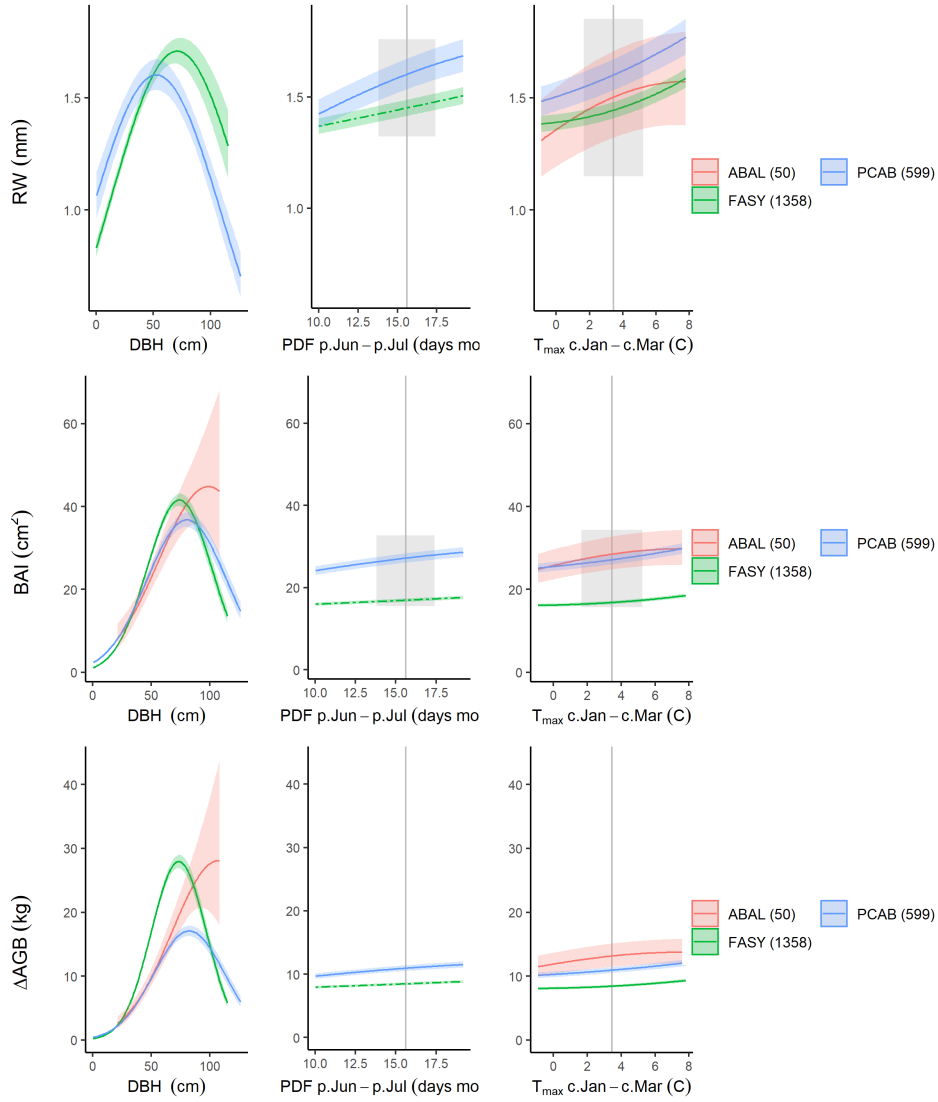 RW (mm)
1.5
1.0
0 50 100
DBH (cm)
1.5
1.0
10.0 12.5 15.0 17.5
PDF p.Jun − p.Jul (days mo
1.5
1.0
0 2 4 6 8
Tmax c.Jan − c.Mar (C)
ABAL (50) PCAB (599)
FASY (1358)
BAI (cm²)
60
40
20
0
0 50 100
DBH (cm)
60
40
20
0
10.0 12.5 15.0 17.5
PDF p.Jun − p.Jul (days mo
60
40
20
0
0 2 4 6 8
Tmax c.Jan − c.Mar (C)
ABAL (50) PCAB (599)
FASY (1358)
ΔAGB (kg)
40
30
20
10
0
0 50 100
DBH (cm)
40
30
20
10
0
10.0 12.5 15.0 17.5
PDF p.Jun − p.Jul (days mo
40
30
20
10
0
0 2 4 6 8
Tmax c.Jan − c.Mar (C)
ABAL (50) PCAB (599)
FASY (1358)